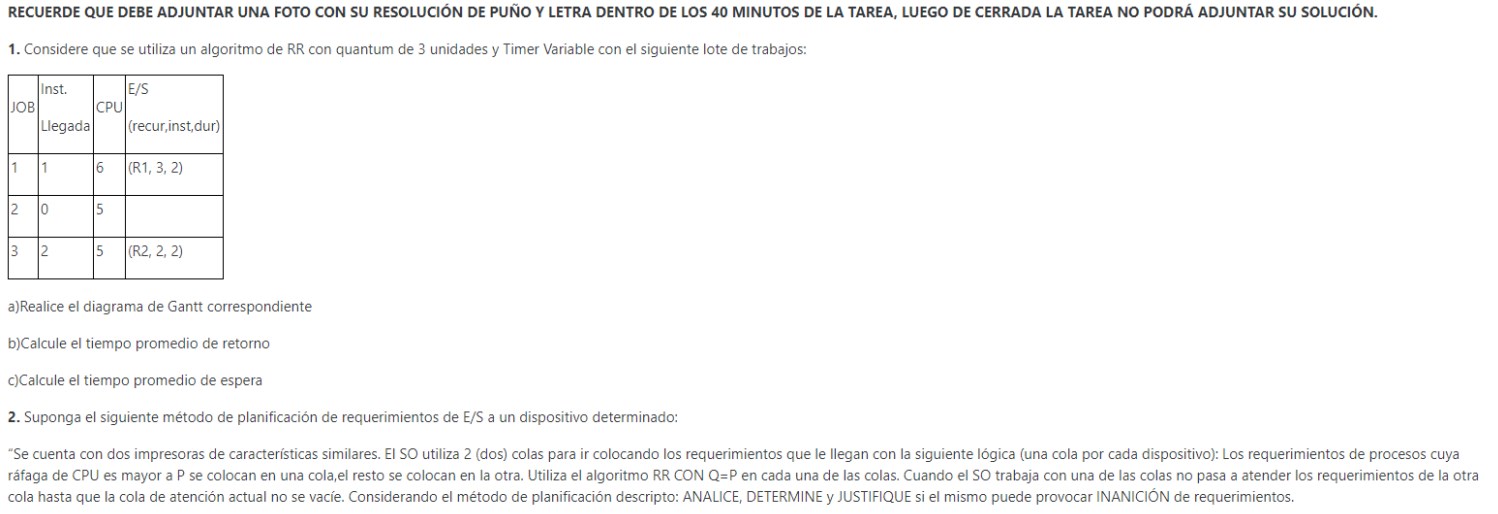 RECUERDE QUE DEBE ADJUNTAR UNA FOTO CON SU RESOLUCIÓN DE PUÑO Y LETRA DENTRO DE LOS 40 MINUTOS DE LA TAREA, LUEGO DE CERRADA LA TAREA NO PODRÁ ADJUNTAR SU SOLUCIÓN.
1. Considere que se utiliza un algoritmo de RR con quantum de 3 unidades y Timer Variable con el siguiente lote de trabajos:
JOB Inst. Llegada CPU E/S (recur,inst,dur)
1 1 6 (R1, 3, 2)
2 0 5
3 2 5 (R2, 2, 2)
a)Realice el diagrama de Gantt correspondiente
b)Calcule el tiempo promedio de retorno
c)Calcule el tiempo promedio de espera
2. Suponga el siguiente método de planificación de requerimientos de E/S a un dispositivo determinado:
"Se cuenta con dos impresoras de características similares. El SO utiliza 2 (dos) colas para ir colocando los requerimientos que le llegan con la siguiente lógica (una cola por cada dispositivo): Los requerimientos de procesos cuya
ráfaga de CPU es mayor a P se colocan en una cola,el resto se colocan en la otra. Utiliza el algoritmo RR CON Q=P en cada una de las colas. Cuando el SO trabaja con una de las colas no pasa a atender los requerimientos de la otra
cola hasta que la cola de atención actual no se vacíe. Considerando el método de planificación descripto: ANALICE, DETERMINE y JUSTIFIQUE si el mismo puede provocar INANICIÓN de requerimientos.